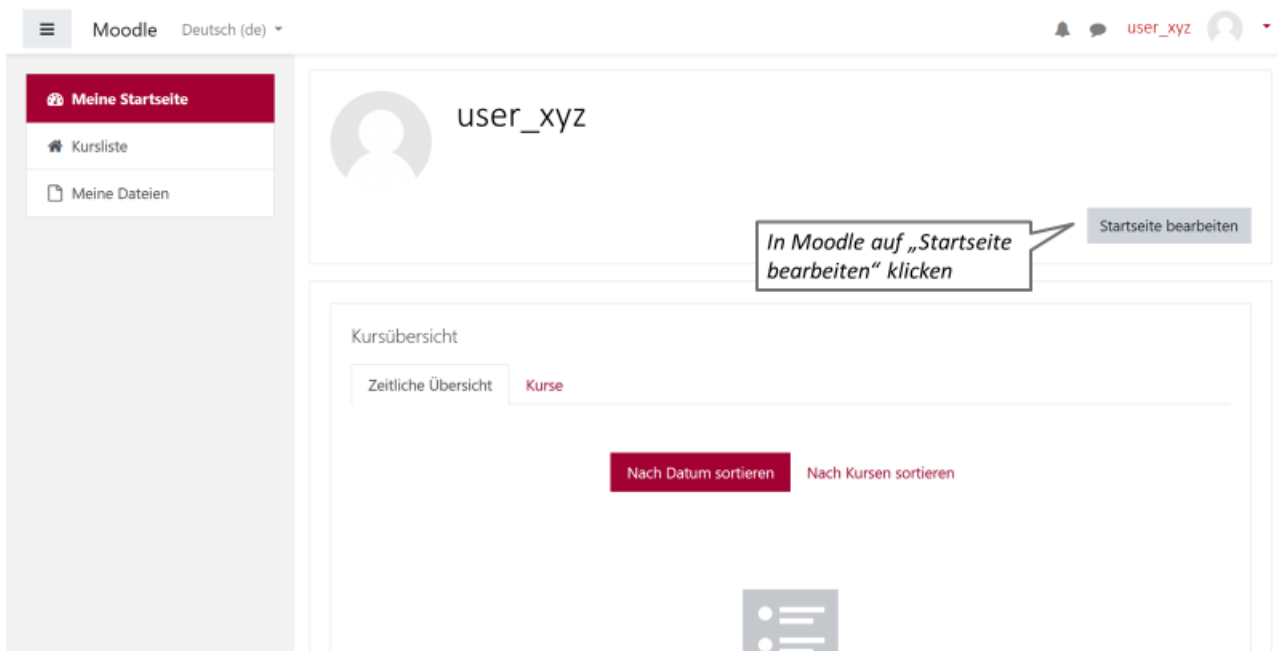 Moodle Deutsch (de) user_xyz
Meine Startseite
Kursliste
Meine Dateien
user_xyz
Startseite bearbeiten
In Moodle auf „Startseite
bearbeiten“ klicken
Kursübersicht
Zeitliche Übersicht Kurse
Nach Datum sortieren Nach Kursen sortieren